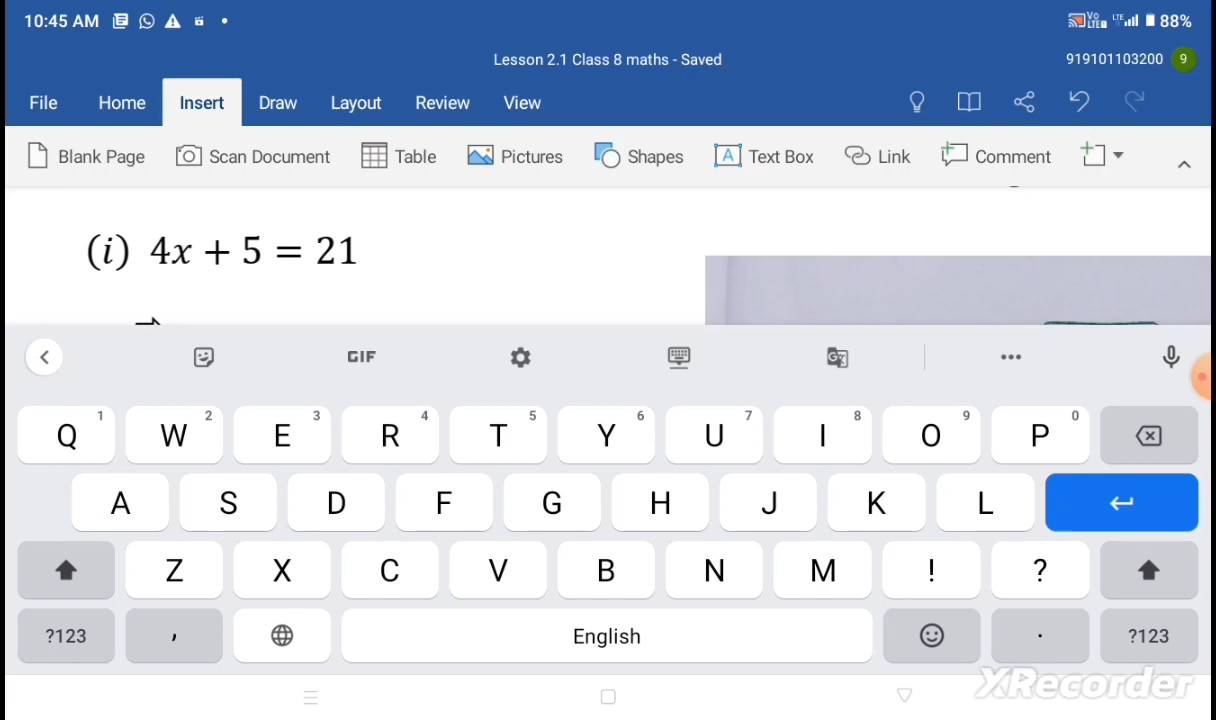 10:45 AM VoLTE2 LTE 88%
Lesson 2.1 Class 8 maths - Saved 919101103200 9
File Home Insert Draw Layout Review View
Blank Page Scan Document Table Pictures Shapes A Text Box Link Comment
(i) 4x + 5 = 21
⇒
GIF
Q 1 W 2 E 3 R 4 T 5 Y 6 U 7 I 8 O 9 P 0
A S D F G H J K L
Z X C V B N M ! ?
?123 , English . ?123
XRecorder